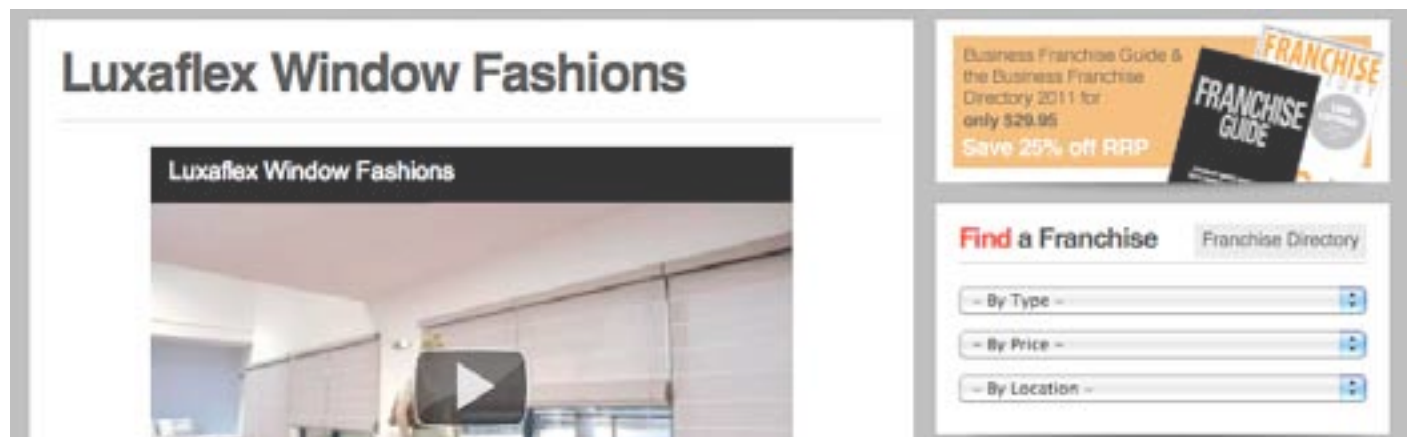 Luxaflex Window Fashions
Luxaflex Window Fashions
Business Franchise Guide &
the Business Franchise
Directory 2011 for
only $29.95
Save 25% off RRP
FRANCHISE
FRANCHISE
GUIDE
Find a Franchise
Franchise Directory
– By Type –
– By Price –
– By Location –